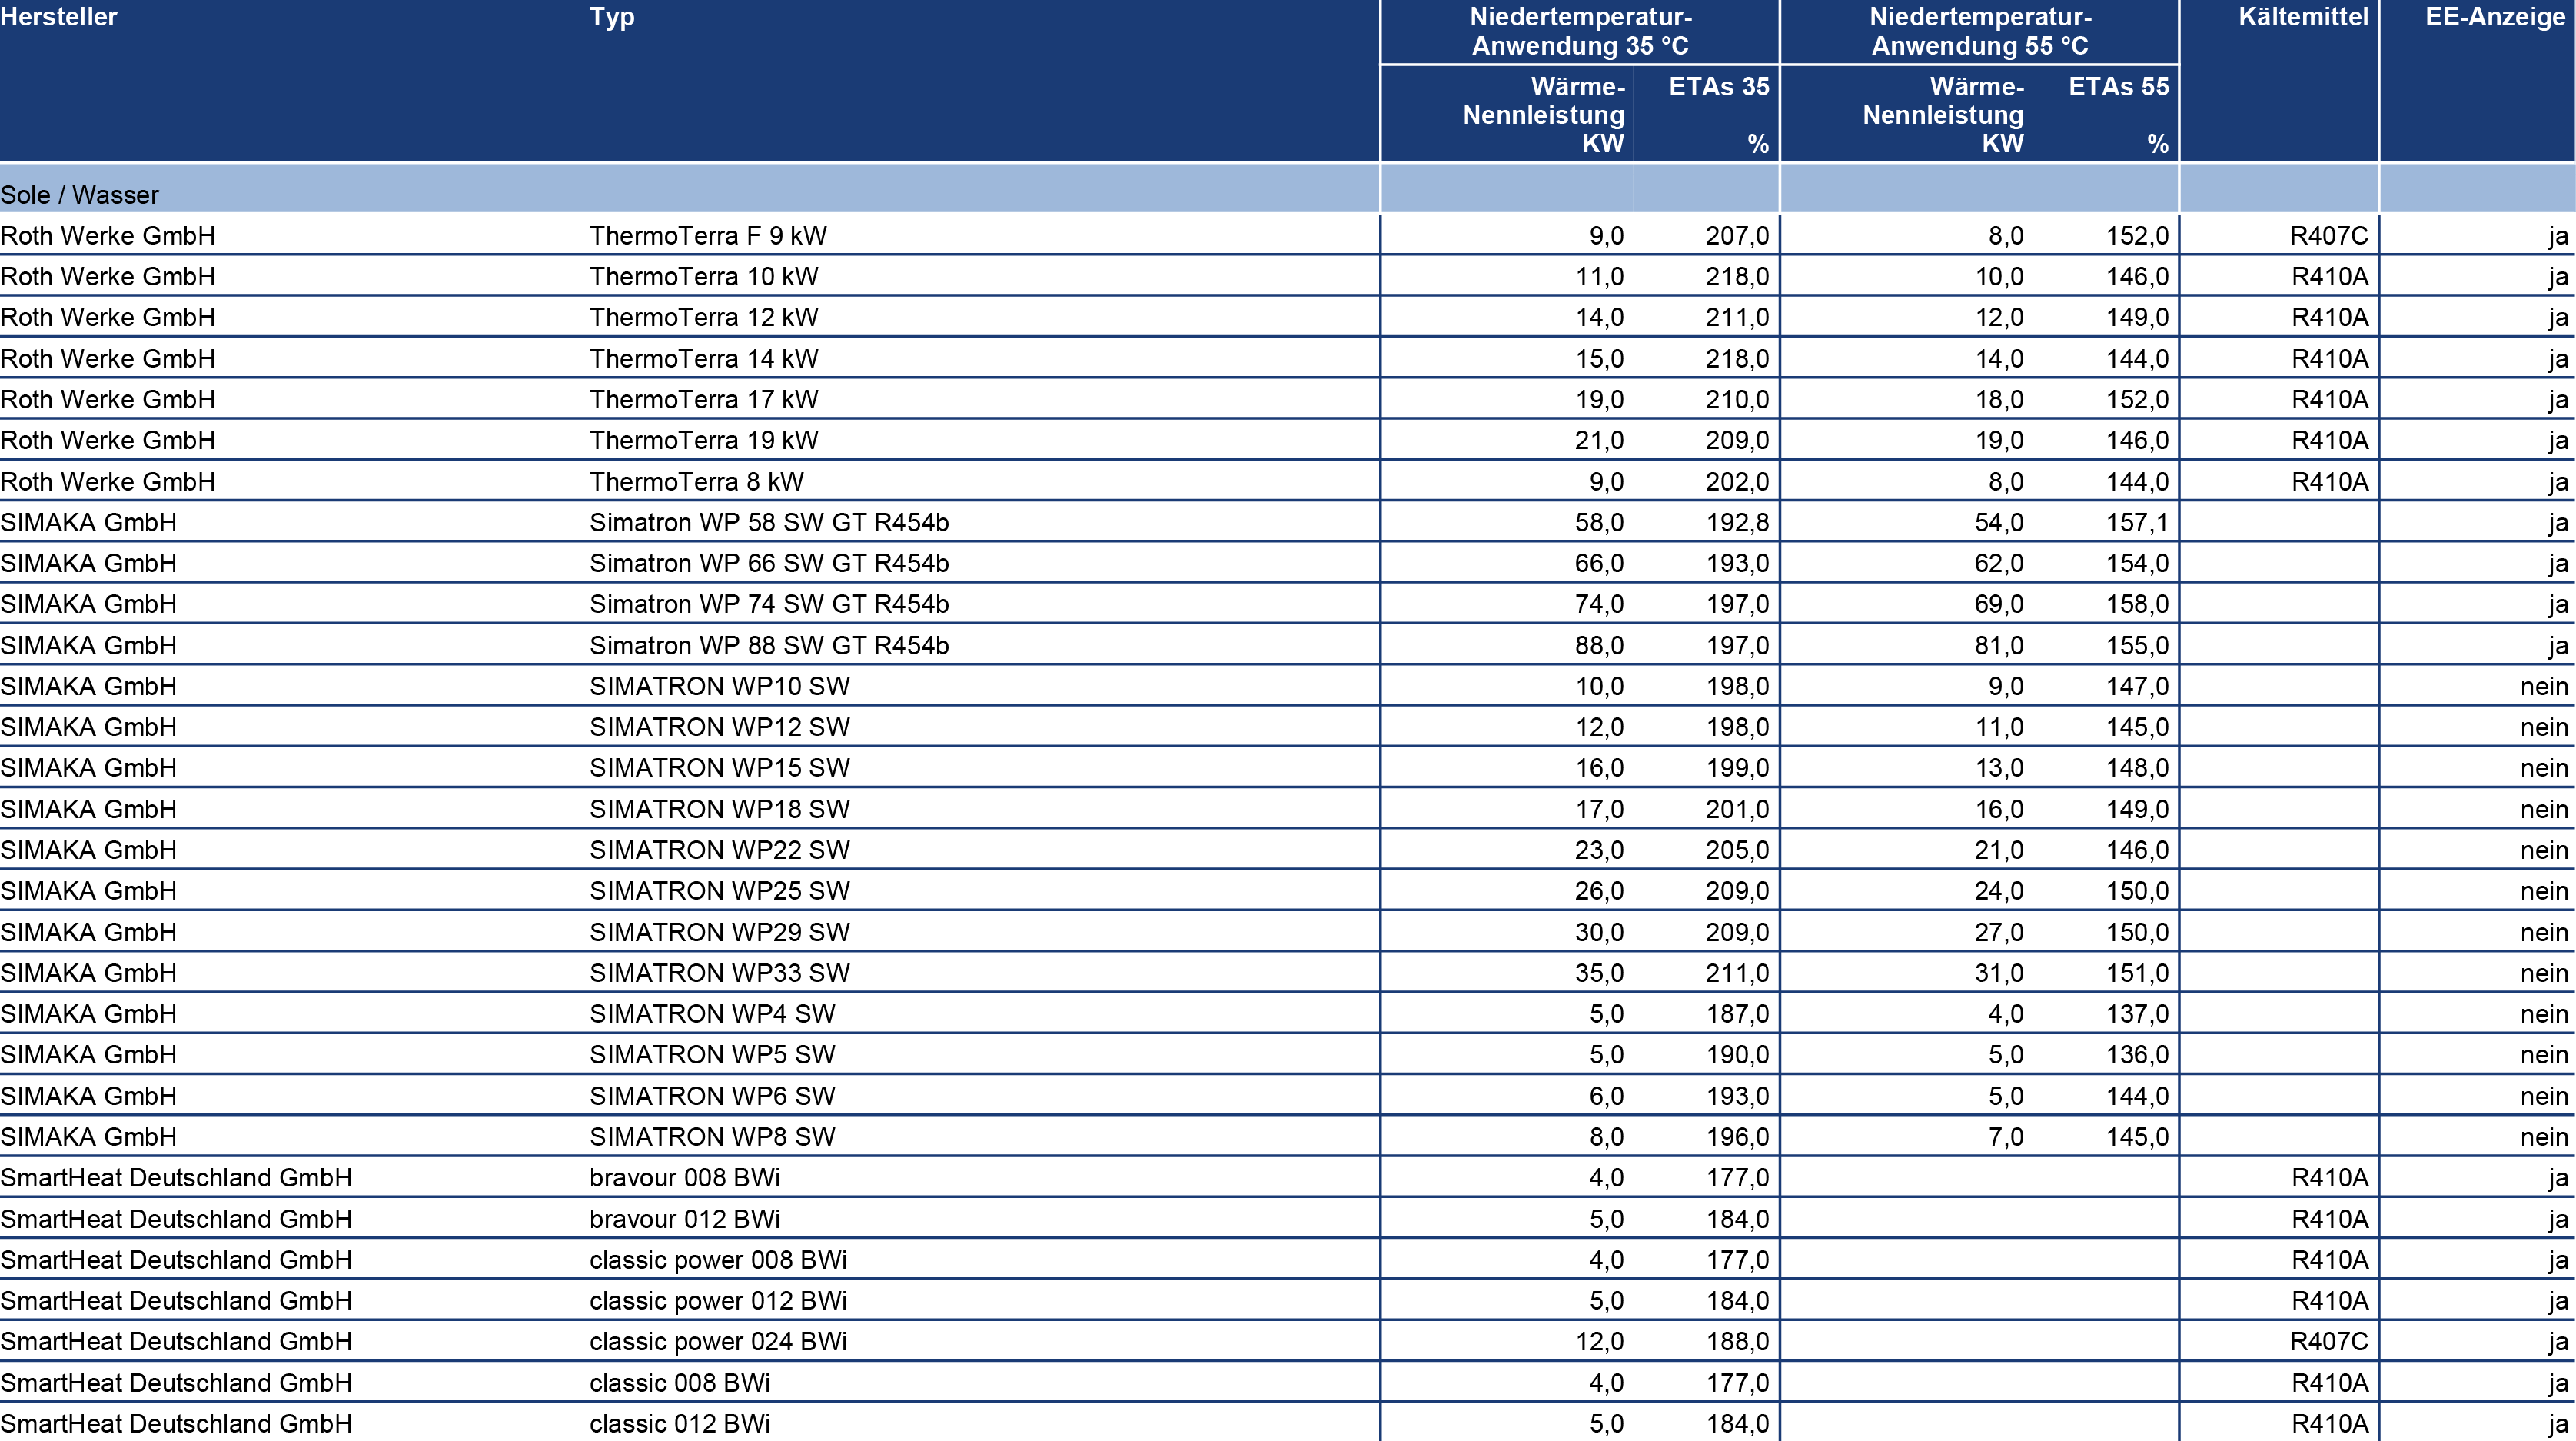 Hersteller Typ Niedertemperatur- Niedertemperatur- Kältemittel EE-Anzeige
Anwendung 35 °C Anwendung 55 °C
Wärme- ETAs 35 Wärme- ETAs 55
Nennleistung Nennleistung
KW % KW %
Sole / Wasser
Roth Werke GmbH ThermoTerra F 9 kW 9,0 207,0 8,0 152,0 R407C ja
Roth Werke GmbH ThermoTerra 10 kW 11,0 218,0 10,0 146,0 R410A ja
Roth Werke GmbH ThermoTerra 12 kW 14,0 211,0 12,0 149,0 R410A ja
Roth Werke GmbH ThermoTerra 14 kW 15,0 218,0 14,0 144,0 R410A ja
Roth Werke GmbH ThermoTerra 17 kW 19,0 210,0 18,0 152,0 R410A ja
Roth Werke GmbH ThermoTerra 19 kW 21,0 209,0 19,0 146,0 R410A ja
Roth Werke GmbH ThermoTerra 8 kW 9,0 202,0 8,0 144,0 R410A ja
SIMAKA GmbH Simatron WP 58 SW GT R454b 58,0 192,8 54,0 157,1 ja
SIMAKA GmbH Simatron WP 66 SW GT R454b 66,0 193,0 62,0 154,0 ja
SIMAKA GmbH Simatron WP 74 SW GT R454b 74,0 197,0 69,0 158,0 ja
SIMAKA GmbH Simatron WP 88 SW GT R454b 88,0 197,0 81,0 155,0 ja
SIMAKA GmbH SIMATRON WP10 SW 10,0 198,0 9,0 147,0 nein
SIMAKA GmbH SIMATRON WP12 SW 12,0 198,0 11,0 145,0 nein
SIMAKA GmbH SIMATRON WP15 SW 16,0 199,0 13,0 148,0 nein
SIMAKA GmbH SIMATRON WP18 SW 17,0 201,0 16,0 149,0 nein
SIMAKA GmbH SIMATRON WP22 SW 23,0 205,0 21,0 146,0 nein
SIMAKA GmbH SIMATRON WP25 SW 26,0 209,0 24,0 150,0 nein
SIMAKA GmbH SIMATRON WP29 SW 30,0 209,0 27,0 150,0 nein
SIMAKA GmbH SIMATRON WP33 SW 35,0 211,0 31,0 151,0 nein
SIMAKA GmbH SIMATRON WP4 SW 5,0 187,0 4,0 137,0 nein
SIMAKA GmbH SIMATRON WP5 SW 5,0 190,0 5,0 136,0 nein
SIMAKA GmbH SIMATRON WP6 SW 6,0 193,0 5,0 144,0 nein
SIMAKA GmbH SIMATRON WP8 SW 8,0 196,0 7,0 145,0 nein
SmartHeat Deutschland GmbH bravour 008 BWi 4,0 177,0 R410A ja
SmartHeat Deutschland GmbH bravour 012 BWi 5,0 184,0 R410A ja
SmartHeat Deutschland GmbH classic power 008 BWi 4,0 177,0 R410A ja
SmartHeat Deutschland GmbH classic power 012 BWi 5,0 184,0 R410A ja
SmartHeat Deutschland GmbH classic power 024 BWi 12,0 188,0 R407C ja
SmartHeat Deutschland GmbH classic 008 BWi 4,0 177,0 R410A ja
SmartHeat Deutschland GmbH classic 012 BWi 5,0 184,0 R410A ja